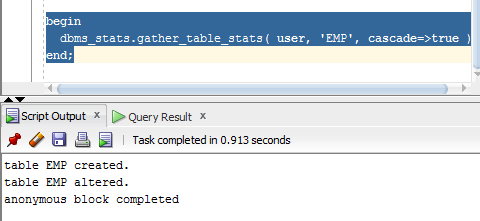 begin
dbms_stats.gather_table_stats( user, 'EMP', cascade=>true )
end;
Script Output x Query Result x
Task completed in 0.913 seconds
table EMP created.
table EMP altered.
anonymous block completed